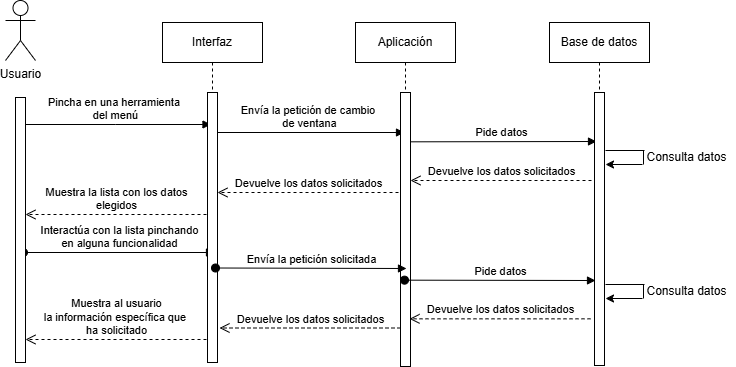 Usuario
Interfaz
Aplicación
Base de datos
Pincha en una herramienta
del menú
Envía la petición de cambio
de ventana
Pide datos
Consulta datos
Devuelve los datos solicitados
Devuelve los datos solicitados
Muestra la lista con los datos
elegidos
Interactúa con la lista pinchando
en alguna funcionalidad
Envía la petición solicitada
Pide datos
Consulta datos
Devuelve los datos solicitados
Devuelve los datos solicitados
Muestra al usuario
la información específica que
ha solicitado